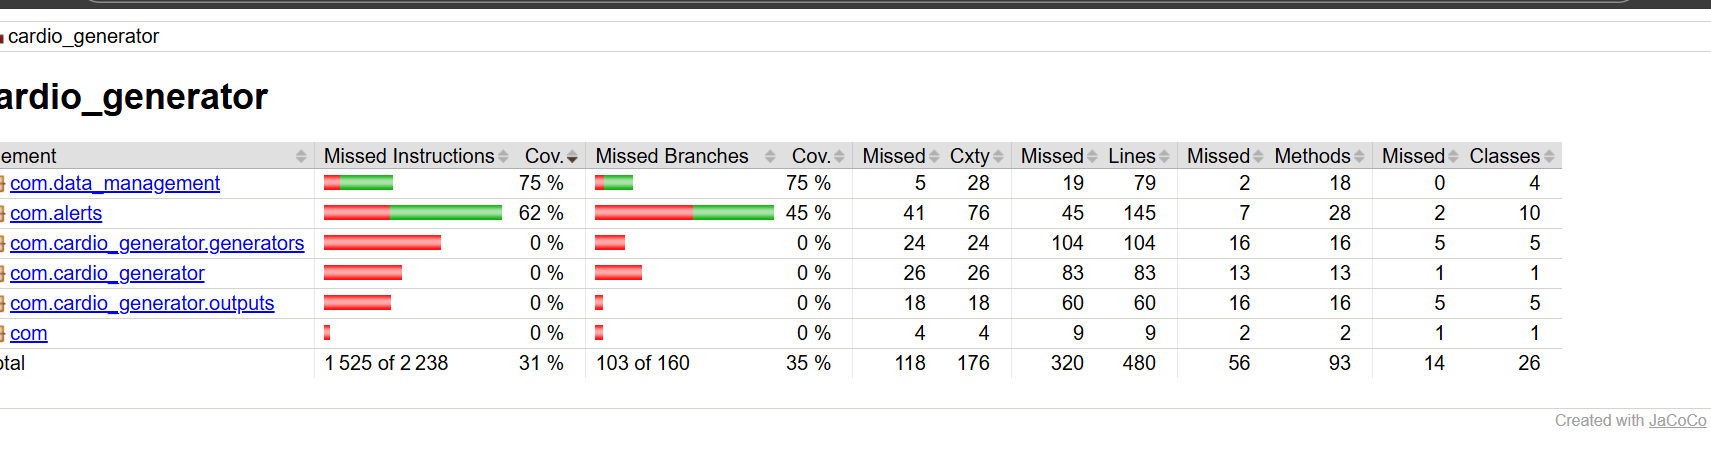 cardio_generator
ardio_generator
ement Missed Instructions Cov. Missed Branches Cov. Missed Cxty Missed Lines Missed Methods Missed Classes
com.data_management 75 % 75 % 5 28 19 79 2 18 0 4
com.alerts 62 % 45 % 41 76 45 145 7 28 2 10
com.cardio_generator.generators 0 % 0 % 24 24 104 104 16 16 5 5
com.cardio_generator 0 % 0 % 26 26 83 83 13 13 1 1
com.cardio_generator.outputs 0 % 0 % 18 18 60 60 16 16 5 5
com 0 % 0 % 4 4 9 9 2 2 1 1
otal 1 525 of 2 238 31 % 103 of 160 35 % 118 176 320 480 56 93 14 26
Created with JaCoCo